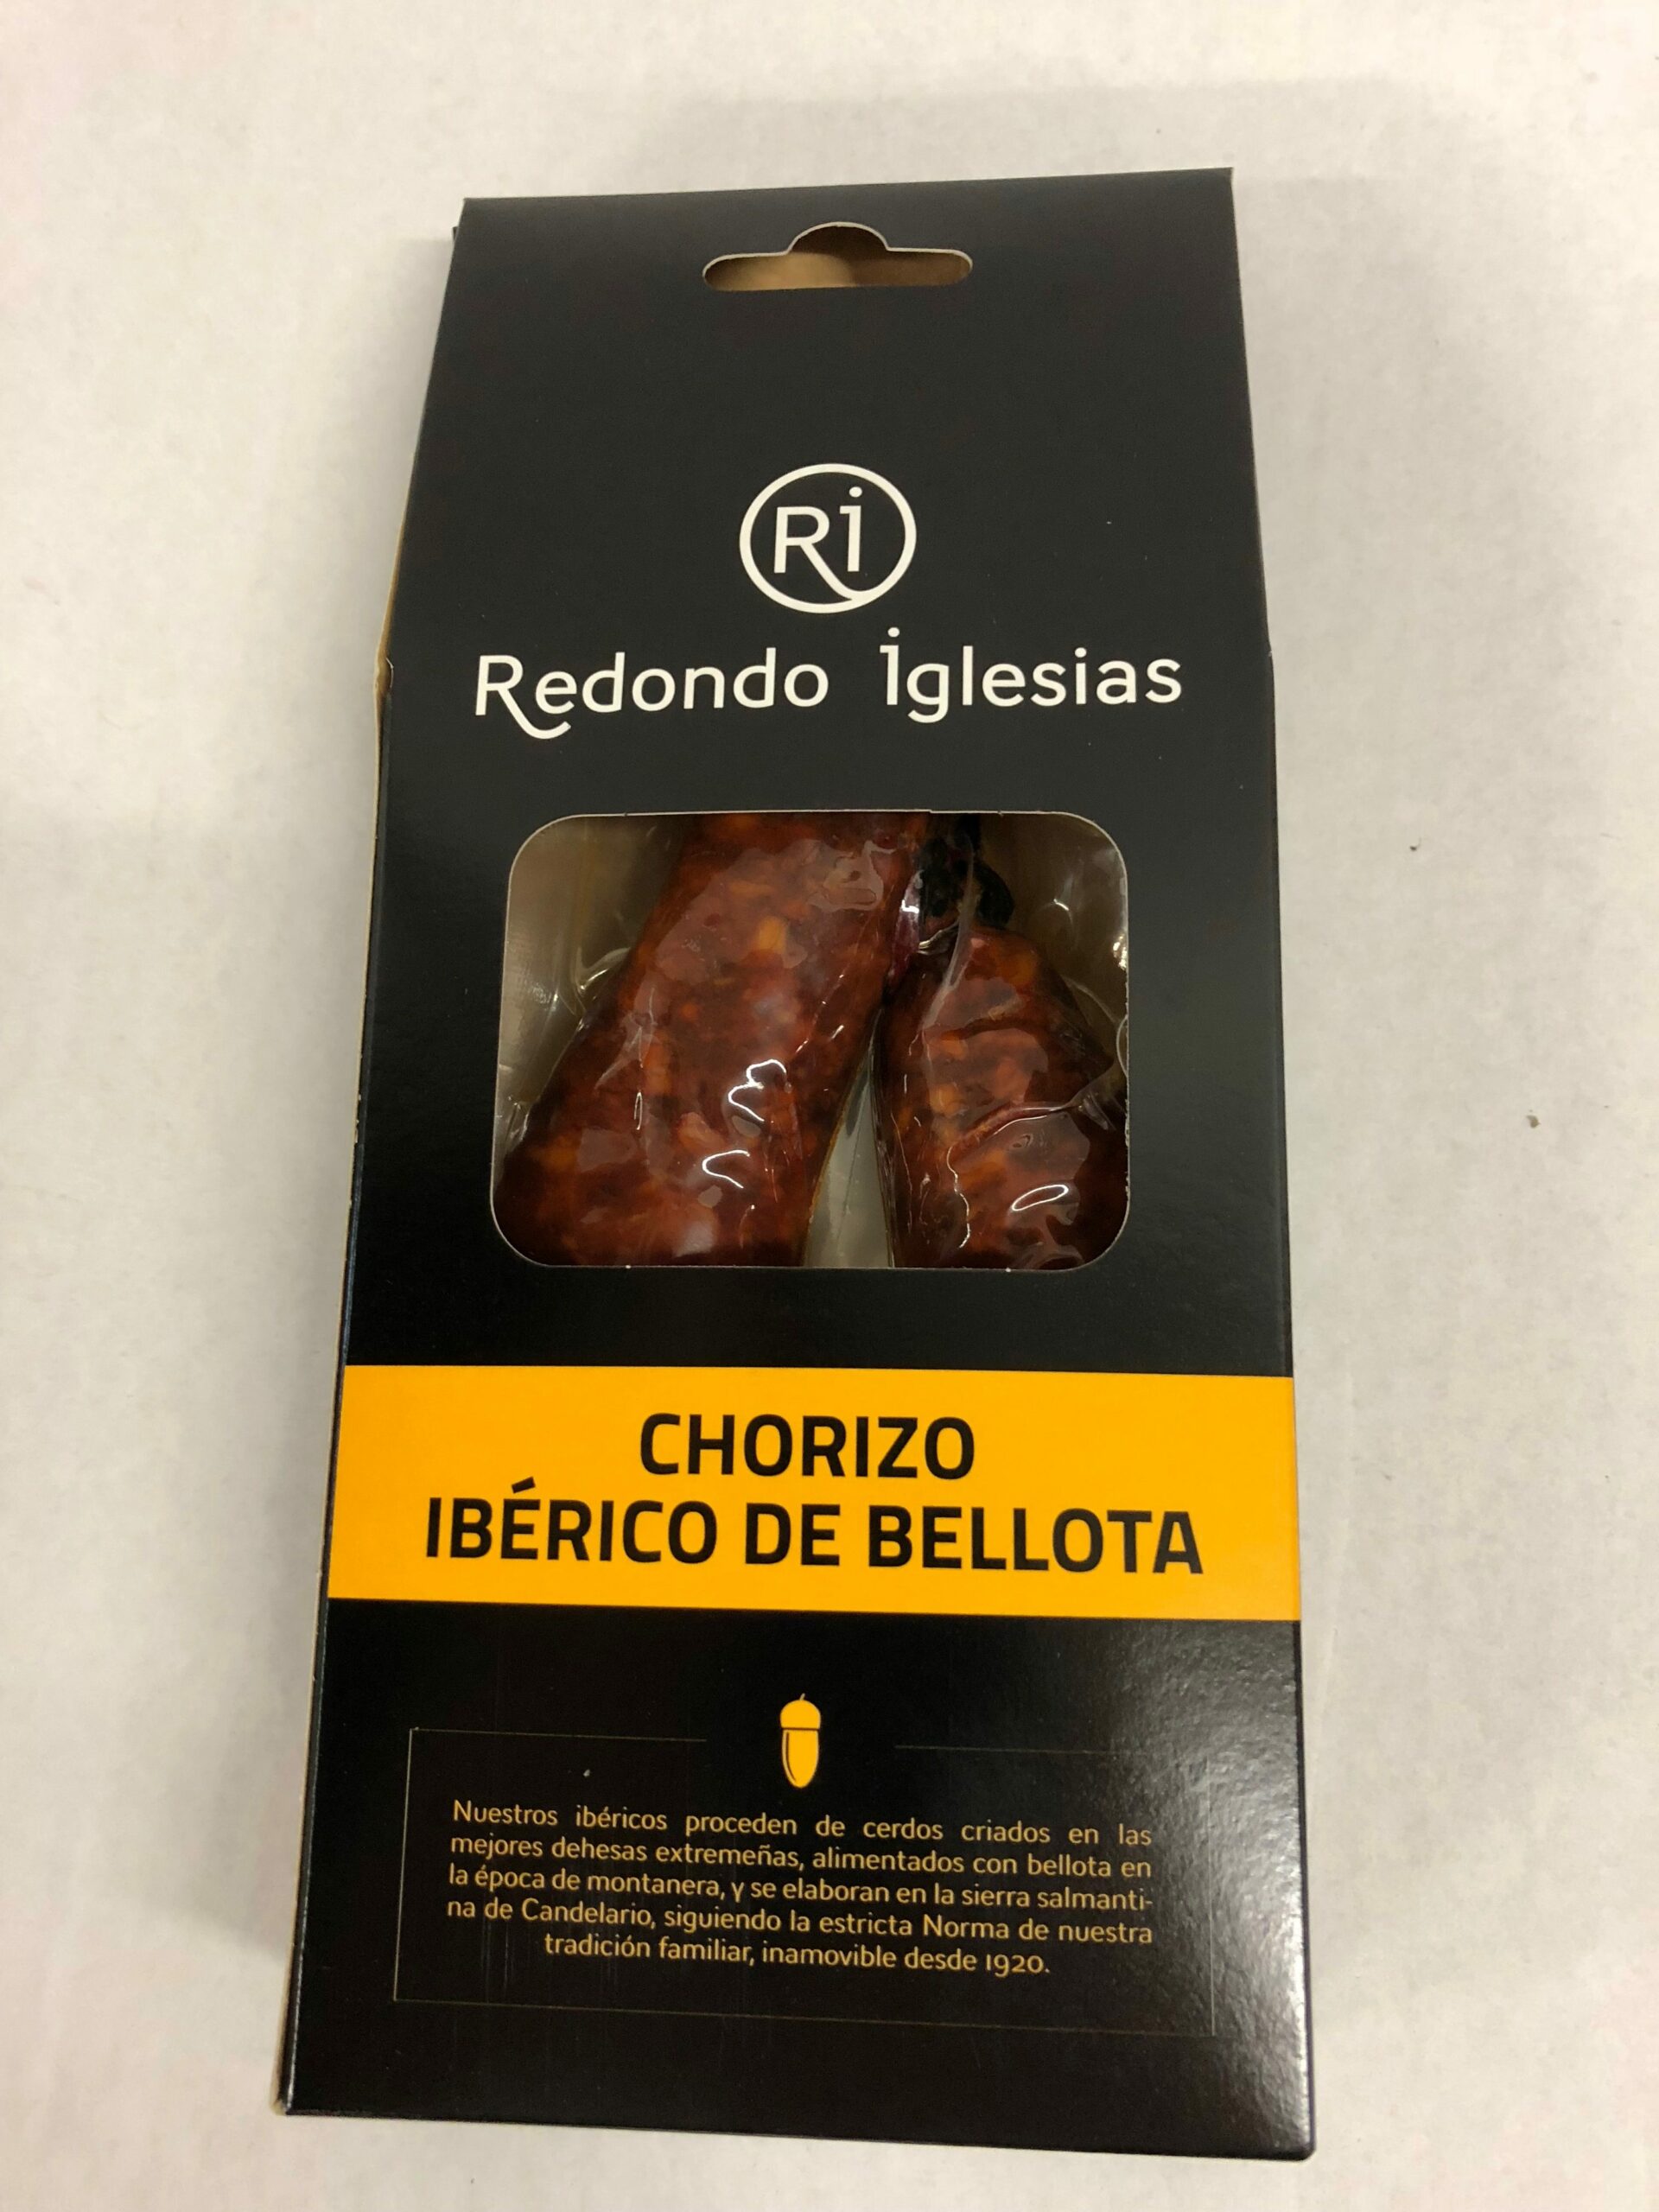 Ri
Redondo iglesias
CHORIZO
IBÉRICO DE BELLOTA
Nuestros ibéricos proceden de cerdos criados en las
mejores dehesas extremeñas, alimentados con bellota en
la época de montanera, y se elaboran en la sierra salmanti-
na de Candelario, siguiendo la estricta Norma de nuestra
tradición familiar, inamovible desde 1920.